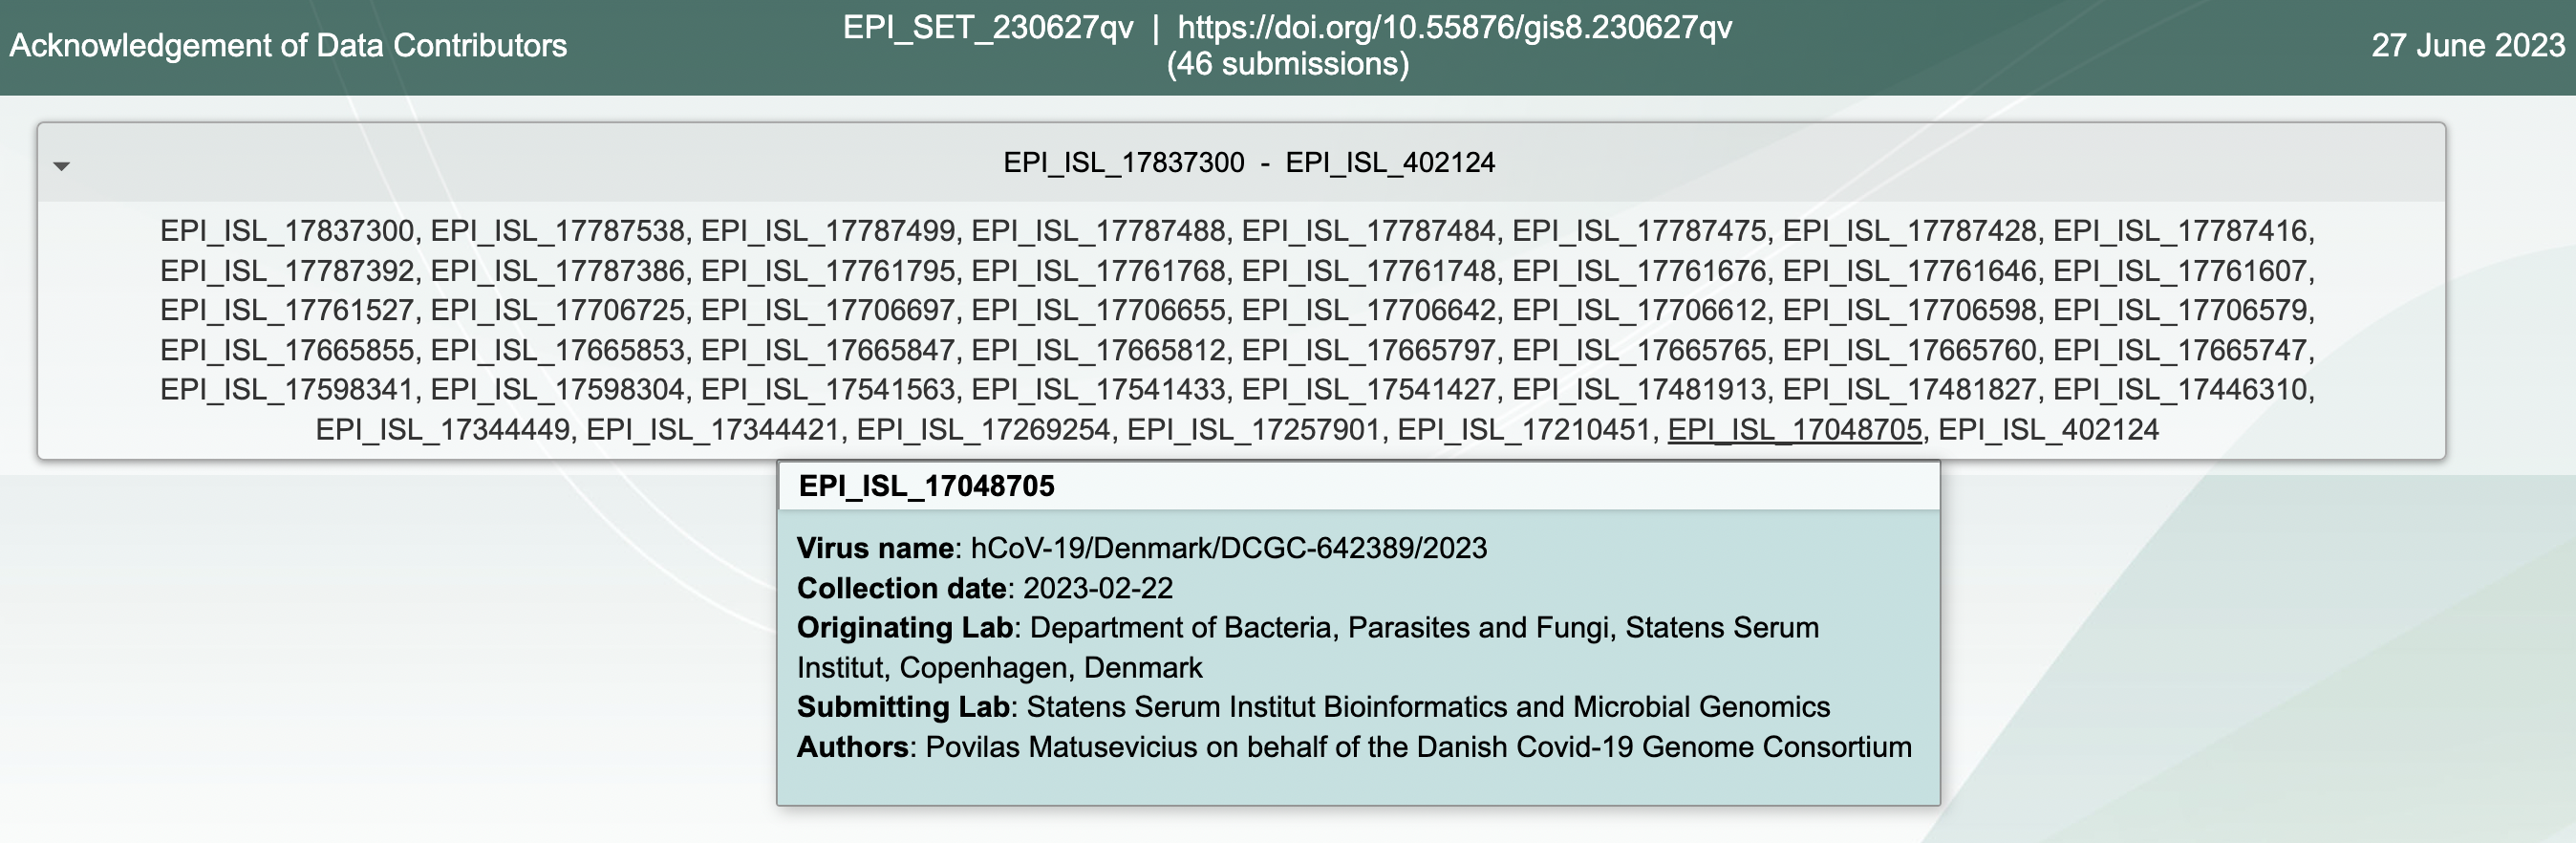 Acknowledgement of Data Contributors
EPI_SET_230627qv | https://doi.org/10.55876/gis8.230627qv
(46 submissions)
27 June 2023
EPI_ISL_17837300 - EPI_ISL_402124
EPI_ISL_17837300, EPI_ISL_17787538, EPI_ISL_17787499, EPI_ISL_17787488, EPI_ISL_17787484, EPI_ISL_17787475, EPI_ISL_17787428, EPI_ISL_17787416,
EPI_ISL_17787392, EPI_ISL_17787386, EPI_ISL_17761795, EPI_ISL_17761768, EPI_ISL_17761748, EPI_ISL_17761676, EPI_ISL_17761646, EPI_ISL_17761607,
EPI_ISL_17761527, EPI_ISL_17706725, EPI_ISL_17706697, EPI_ISL_17706655, EPI_ISL_17706642, EPI_ISL_17706612, EPI_ISL_17706598, EPI_ISL_17706579,
EPI_ISL_17665855, EPI_ISL_17665853, EPI_ISL_17665847, EPI_ISL_17665812, EPI_ISL_17665797, EPI_ISL_17665765, EPI_ISL_17665760, EPI_ISL_17665747,
EPI_ISL_17598341, EPI_ISL_17598304, EPI_ISL_17541563, EPI_ISL_17541433, EPI_ISL_17541427, EPI_ISL_17481913, EPI_ISL_17481827, EPI_ISL_17446310,
EPI_ISL_17344449, EPI_ISL_17344421, EPI_ISL_17269254, EPI_ISL_17257901, EPI_ISL_17210451, EPI_ISL_17048705, EPI_ISL_402124
EPI_ISL_17048705
Virus name: hCoV-19/Denmark/DCGC-642389/2023
Collection date: 2023-02-22
Originating Lab: Department of Bacteria, Parasites and Fungi, Statens Serum
Institut, Copenhagen, Denmark
Submitting Lab: Statens Serum Institut Bioinformatics and Microbial Genomics
Authors: Povilas Matusevicius on behalf of the Danish Covid-19 Genome Consortium